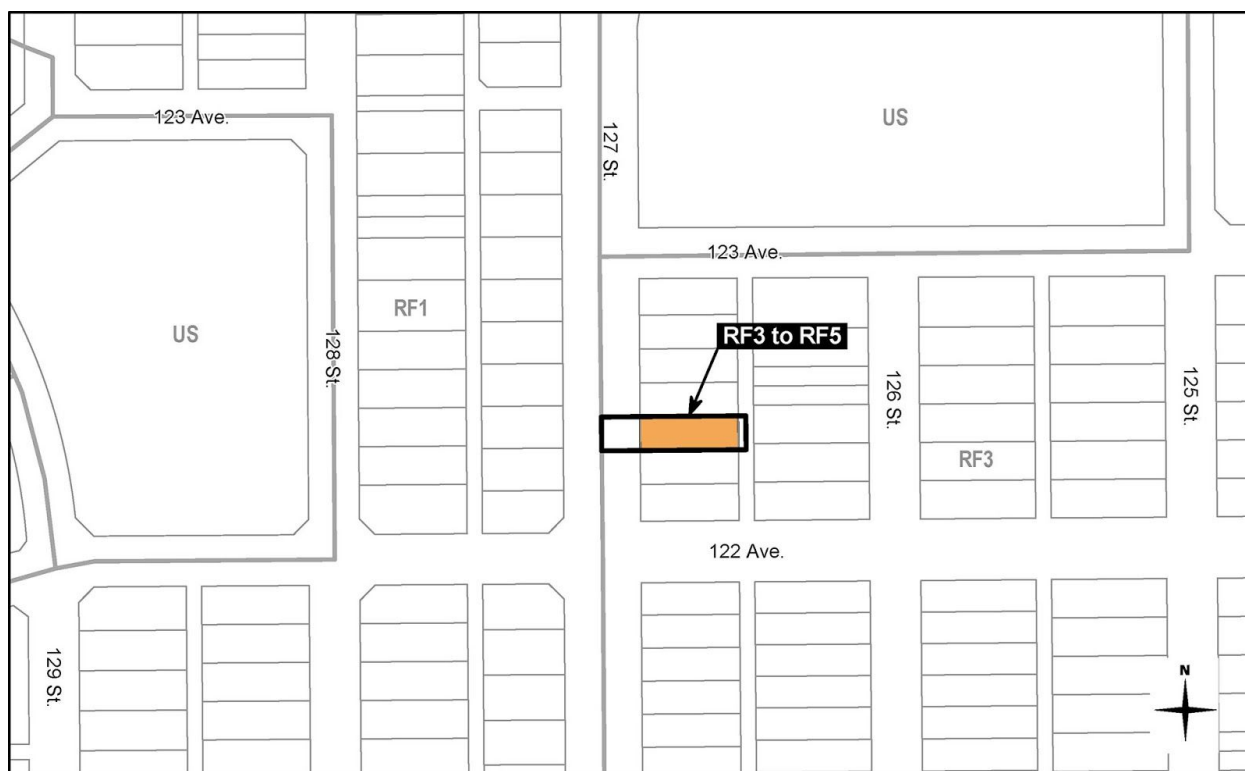 123 Ave.
US
127 St.
123 Ave.
RF1
US
128 St.
RF3 to RF5
126 St.
125 St.
RF3
122 Ave.
129 St.
N